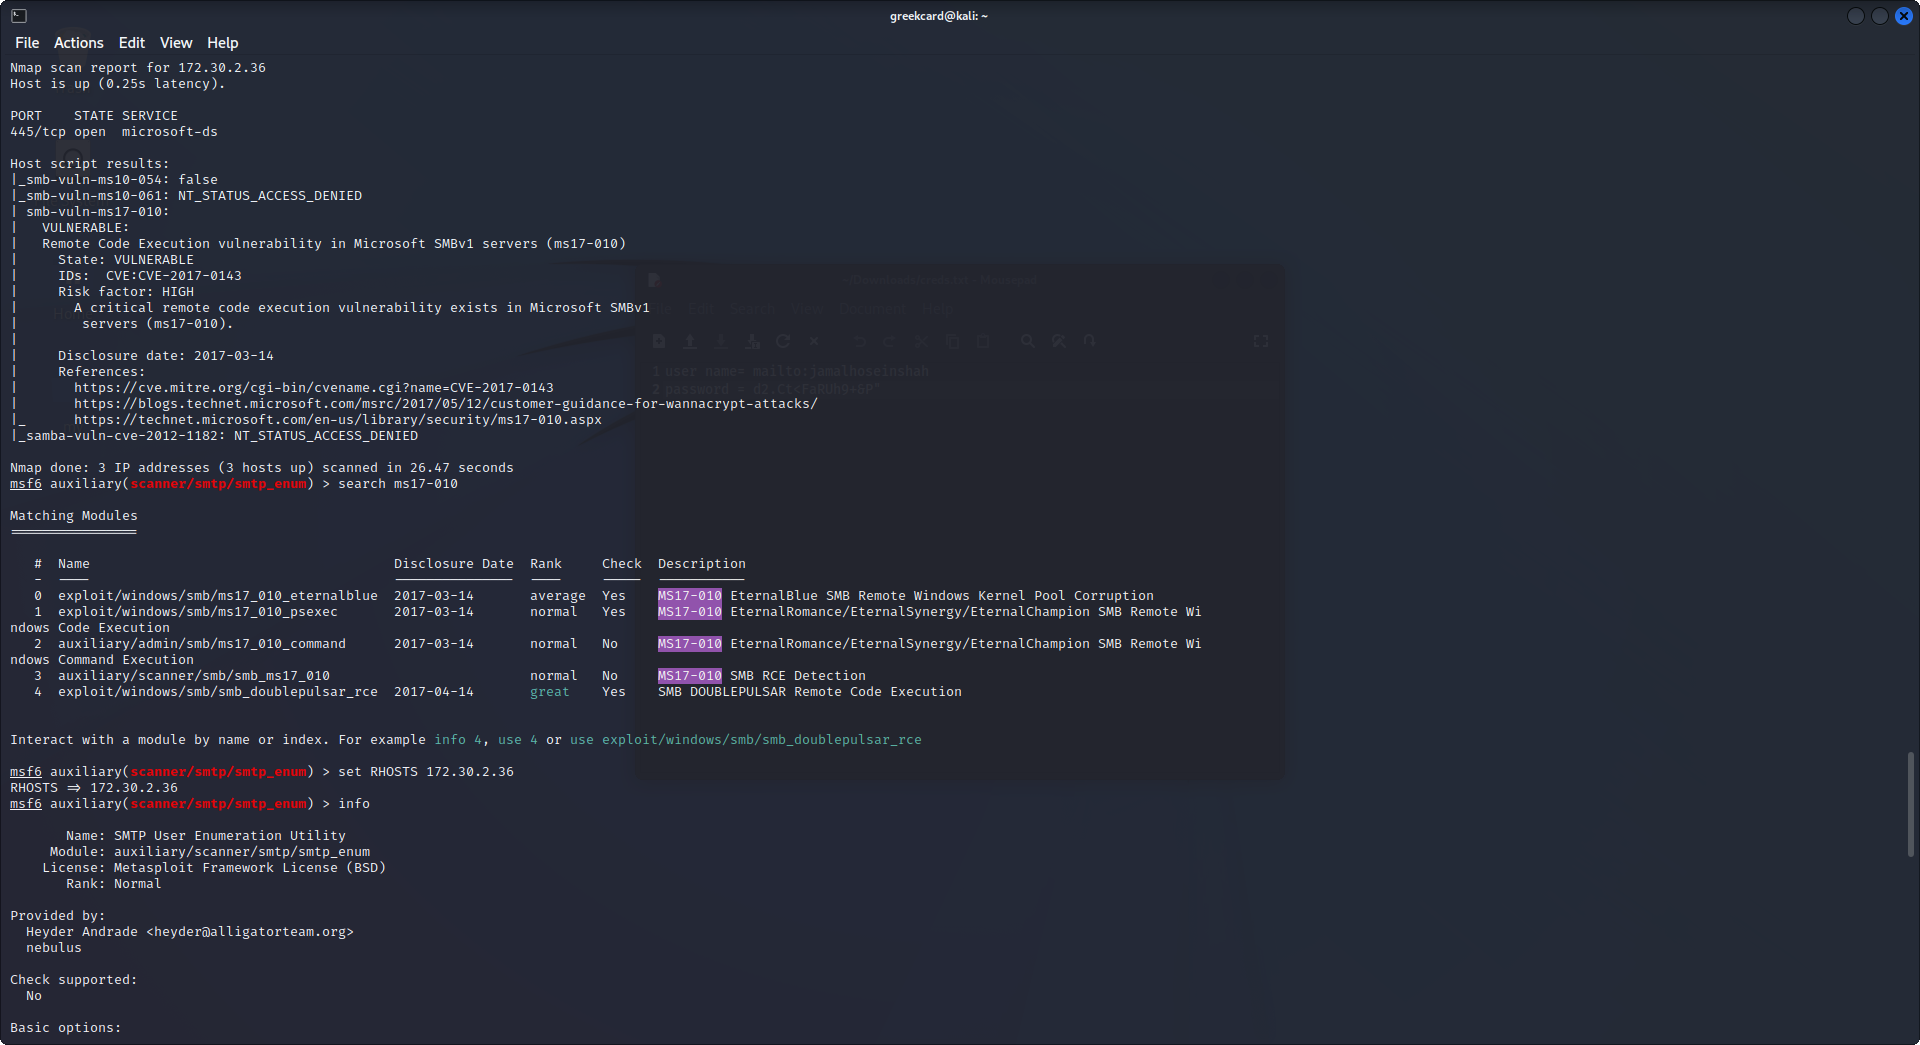 greekcard@kali: ~
File Actions Edit View Help
Nmap scan report for 172.30.2.36
Host is up (0.25s latency).
PORT    STATE SERVICE
445/tcp open  microsoft-ds
Host script results:
|_smb-vuln-ms10-054: false
|_smb-vuln-ms10-061: NT_STATUS_ACCESS_DENIED
| smb-vuln-ms17-010:
|   VULNERABLE:
|   Remote Code Execution vulnerability in Microsoft SMBv1 servers (ms17-010)
|     State: VULNERABLE
|     IDs:  CVE:CVE-2017-0143
|     Risk factor: HIGH
|       A critical remote code execution vulnerability exists in Microsoft SMBv1
|        servers (ms17-010).
|
|     Disclosure date: 2017-03-14
|     References:
|       https://cve.mitre.org/cgi-bin/cvename.cgi?name=CVE-2017-0143
|       https://blogs.technet.microsoft.com/msrc/2017/05/12/customer-guidance-for-wannacrypt-attacks/
|_      https://technet.microsoft.com/en-us/library/security/ms17-010.aspx
|_samba-vuln-cve-2012-1182: NT_STATUS_ACCESS_DENIED
Nmap done: 3 IP addresses (3 hosts up) scanned in 26.47 seconds
msf6 auxiliary(scanner/smtp/smtp_enum) > search ms17-010
Matching Modules
================
   #  Name                                      Disclosure Date  Rank     Check  Description
   -  ----                                      ---------------  ----     -----  -----------
   0  exploit/windows/smb/ms17_010_eternalblue  2017-03-14       average  Yes    MS17-010 EternalBlue SMB Remote Windows Kernel Pool Corruption
   1  exploit/windows/smb/ms17_010_psexec       2017-03-14       normal   Yes    MS17-010 EternalRomance/EternalSynergy/EternalChampion SMB Remote Wi
ndows Code Execution
   2  auxiliary/admin/smb/ms17_010_command      2017-03-14       normal   No     MS17-010 EternalRomance/EternalSynergy/EternalChampion SMB Remote Wi
ndows Command Execution
   3  auxiliary/scanner/smb/smb_ms17_010                         normal   No     MS17-010 SMB RCE Detection
   4  exploit/windows/smb/smb_doublepulsar_rce  2017-04-14       great    Yes    SMB DOUBLEPULSAR Remote Code Execution
Interact with a module by name or index. For example info 4, use 4 or use exploit/windows/smb/smb_doublepulsar_rce
msf6 auxiliary(scanner/smtp/smtp_enum) > set RHOSTS 172.30.2.36
RHOSTS => 172.30.2.36
msf6 auxiliary(scanner/smtp/smtp_enum) > info
       Name: SMTP User Enumeration Utility
     Module: auxiliary/scanner/smtp/smtp_enum
    License: Metasploit Framework License (BSD)
       Rank: Normal
Provided by:
  Heyder Andrade <heyder@alligatorteam.org>
  nebulus
Check supported:
  No
Basic options:
Edit Search View Document Help
1 user name= mailto:jamalhoseinshah
2 password =